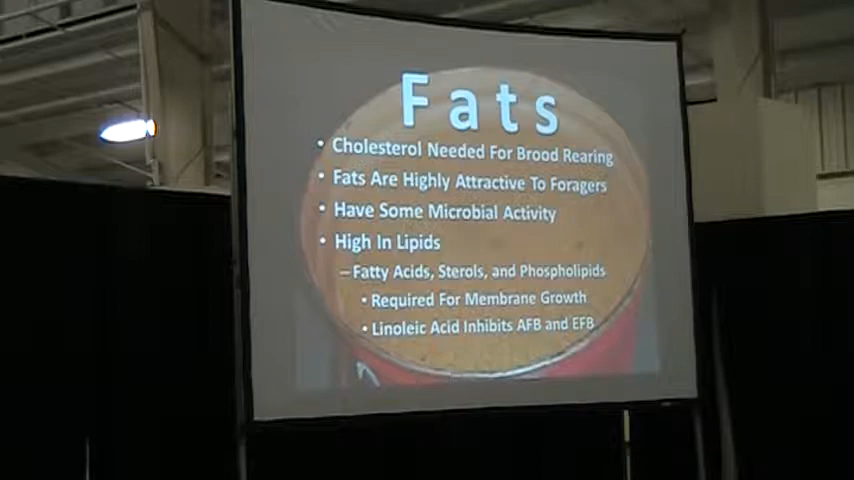 Fats
• Cholesterol Needed For Brood Rearing
• Fats Are Highly Attractive To Foragers
• Have Some Microbial Activity
• High In Lipids
–Fatty Acids, Sterols, and Phospholipids
• Required For Membrane Growth
• Linoleic Acid Inhibits AFB and EFB